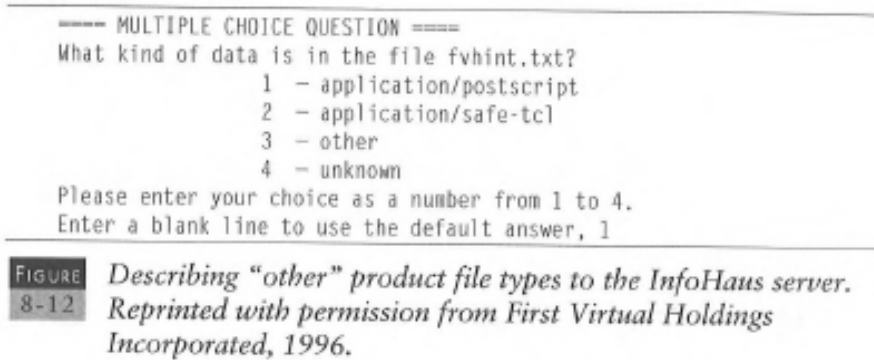 ==== MULTIPLE CHOICE QUESTION ====
What kind of data is in the file fvhint.txt?
1 — application/postscript
2 — application/safe-tcl
3 — other
4 — unknown
Please enter your choice as a number from 1 to 4.
Enter a blank line to use the default answer, 1
FIGURE 8-12
Describing "other" product file types to the InfoHaus server.
Reprinted with permission from First Virtual Holdings
Incorporated, 1996.